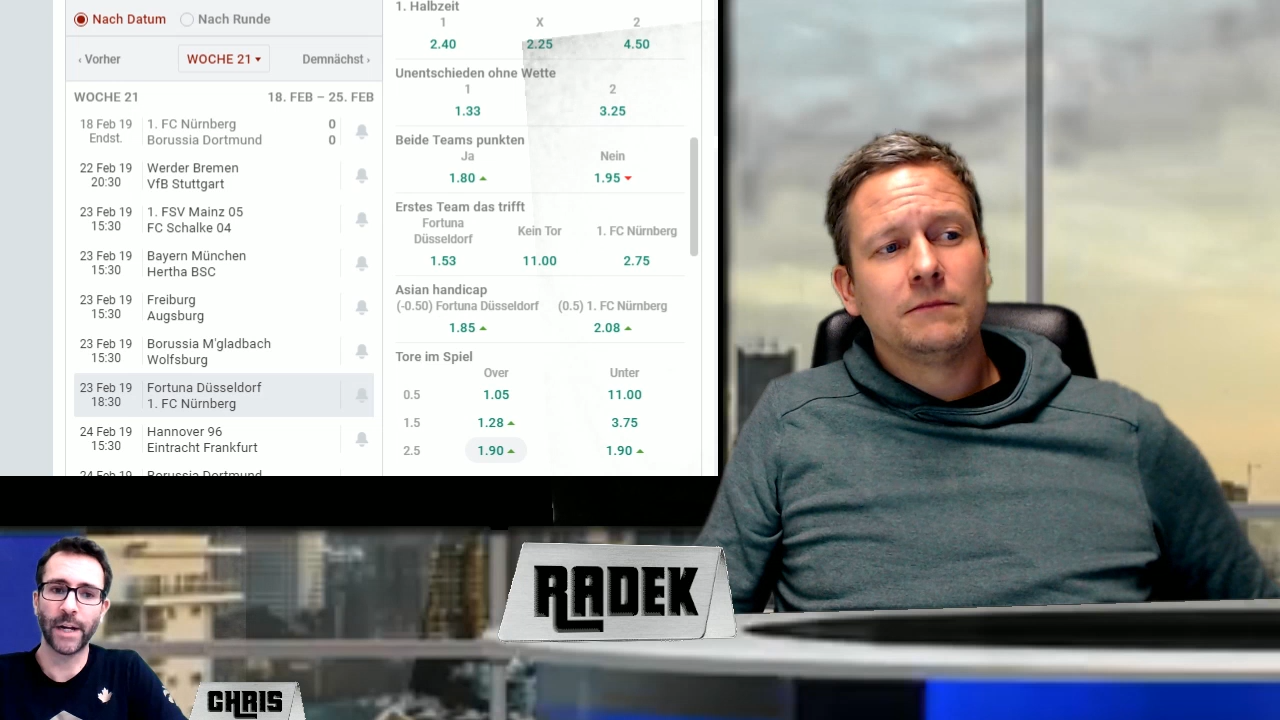 Nach Datum
Nach Runde
‹ Vorher
WOCHE 21
Demnächst ›
WOCHE 21
18. FEB – 25. FEB
18 Feb 19
Endst.
1. FC Nürnberg 0
Borussia Dortmund 0
22 Feb 19
20:30
Werder Bremen
VfB Stuttgart
23 Feb 19
15:30
1. FSV Mainz 05
FC Schalke 04
23 Feb 19
15:30
Bayern München
Hertha BSC
23 Feb 19
15:30
Freiburg
Augsburg
23 Feb 19
15:30
Borussia M'gladbach
Wolfsburg
23 Feb 19
18:30
Fortuna Düsseldorf
1. FC Nürnberg
24 Feb 19
15:30
Hannover 96
Eintracht Frankfurt
24 Feb 19
Borussia Dortmund
1. Halbzeit
1 X 2
2.40 2.25 4.50
Unentschieden ohne Wette
1 2
1.33 3.25
Beide Teams punkten
Ja Nein
1.80 1.95
Erstes Team das trifft
Fortuna
Düsseldorf
Kein Tor
1. FC Nürnberg
1.53 11.00 2.75
Asian handicap
(-0.50) Fortuna Düsseldorf (0.5) 1. FC Nürnberg
1.85 2.08
Tore im Spiel
Over Unter
0.5 1.05 11.00
1.5 1.28 3.75
2.5 1.90 1.90
RADEK
CHRIS